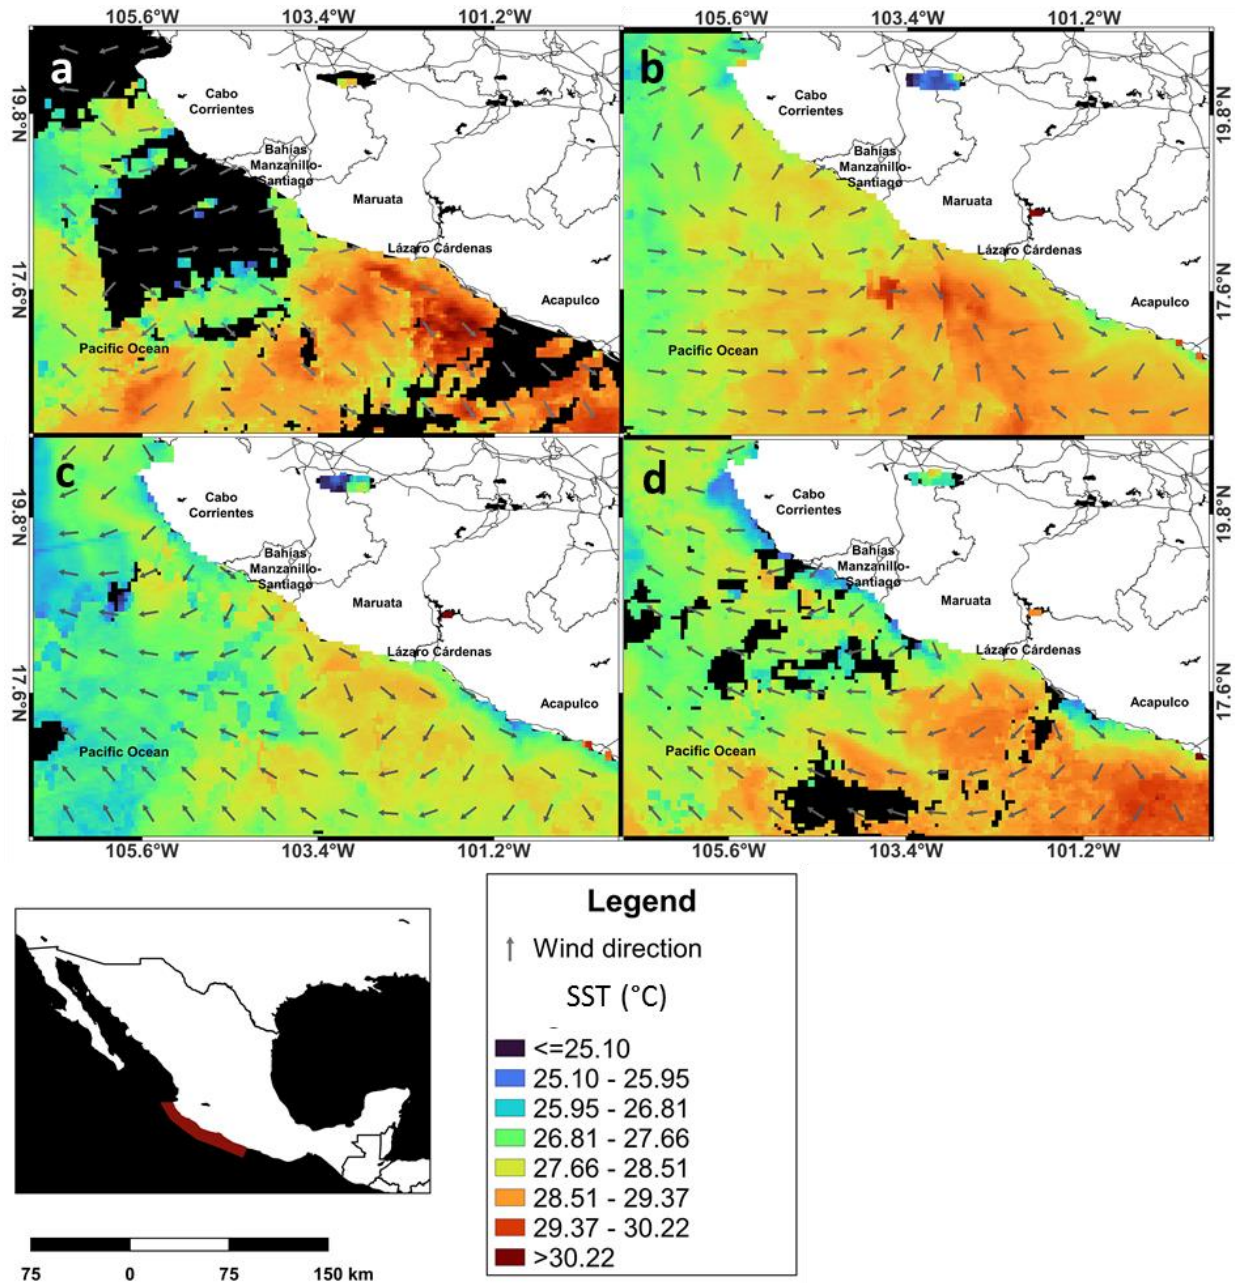 105.6°W 103.4°W 101.2°W 105.6°W 103.4°W 101.2°W
a
19.8°N
17.6°N
Cabo
Corrientes
Bahías
Manzanillo-
Santiago
Maruata
Lázaro Cárdenas
Acapulco
Pacific Ocean
b
19.8°N
17.6°N
Cabo
Corrientes
Bahías
Manzanillo-
Santiago
Maruata
Lázaro Cárdenas
Acapulco
Pacific Ocean
c
19.8°N
17.6°N
Cabo
Corrientes
Bahías
Manzanillo-
Santiago
Maruata
Lázaro Cárdenas
Acapulco
Pacific Ocean
d
19.8°N
17.6°N
Cabo
Corrientes
Bahías
Manzanillo-
Santiago
Maruata
Lázaro Cárdenas
Acapulco
Pacific Ocean
105.6°W 103.4°W 101.2°W 105.6°W 103.4°W 101.2°W
Legend
Wind direction
SST (°C)
<=25.10
25.10 - 25.95
25.95 - 26.81
26.81 - 27.66
27.66 - 28.51
28.51 - 29.37
29.37 - 30.22
>30.22
75 0 75 150 km